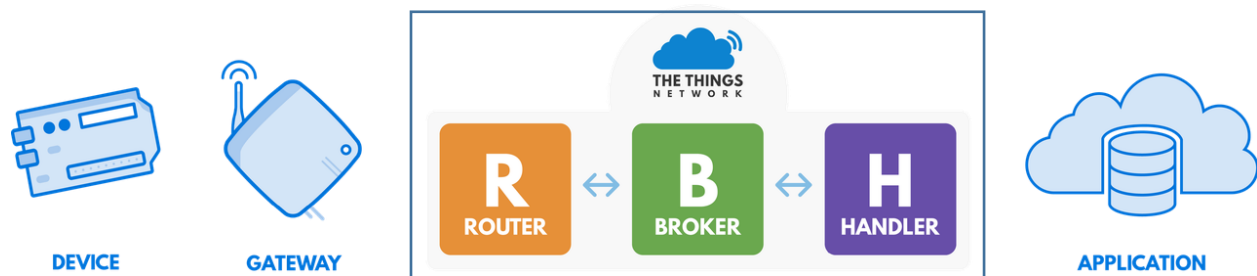 THE THINGS
NETWORK
R
ROUTER
B
BROKER
H
HANDLER
DEVICE
GATEWAY
APPLICATION